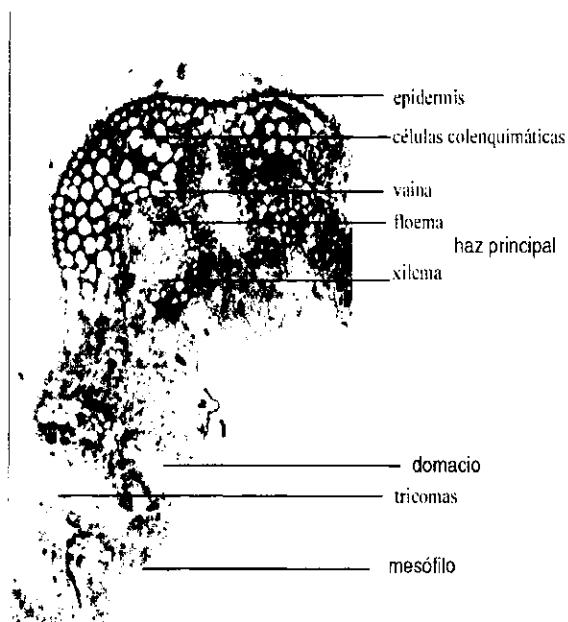 epidermis
células colenquimáticas
vaina
floema
haz principal
xilema
domacio
tricomas
mesófilo